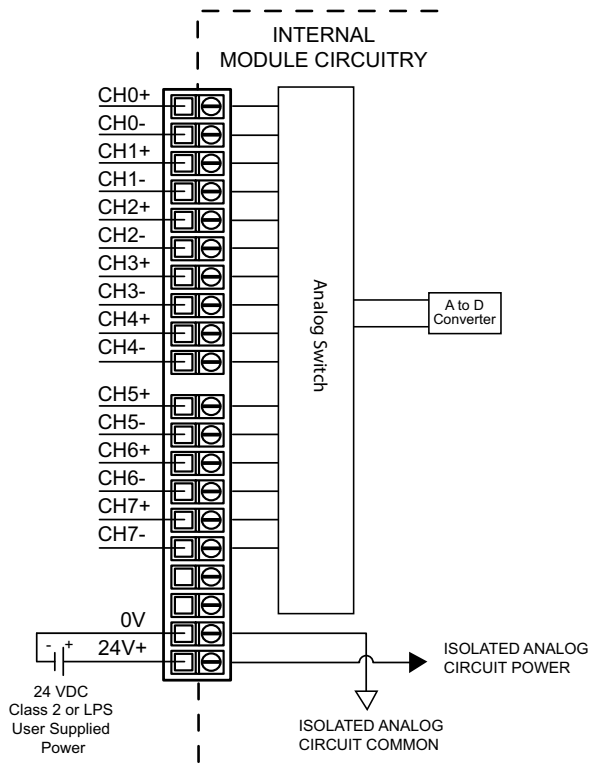 INTERNAL
MODULE CIRCUITRY
CH0+
CH0-
CH1+
CH1-
CH2+
CH2-
CH3+
CH3-
CH4+
CH4-
CH5+
CH5-
CH6+
CH6-
CH7+
CH7-
0V
24V+
Analog Switch
A to D
Converter
- +
24 VDC
Class 2 or LPS
User Supplied
Power
ISOLATED ANALOG
CIRCUIT POWER
ISOLATED ANALOG
CIRCUIT COMMON